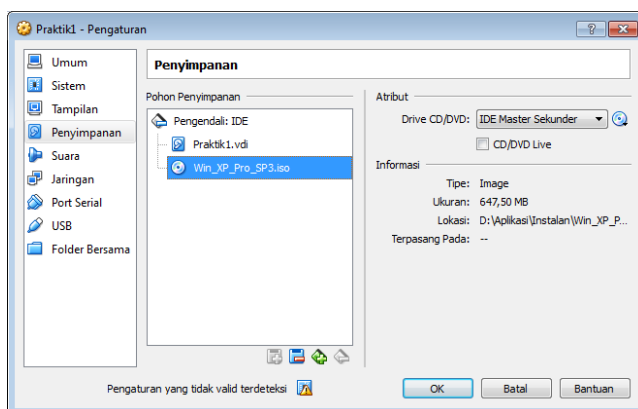 Praktik1 - Pengaturan
Umum
Sistem
Tampilan
Penyimpanan
Suara
Jaringan
Port Serial
USB
Folder Bersama
Penyimpanan
Pohon Penyimpanan
Pengendali: IDE
Praktik1.vdi
Win_XP_Pro_SP3.iso
Atribut
Drive CD/DVD: IDE Master Sekunder
CD/DVD Live
Informasi
Tipe: Image
Ukuran: 647,50 MB
Lokasi: D:\Aplikasi\Instalan\Win_XP_P...
Terpasang Pada: --
Pengaturan yang tidak valid terdeteksi
OK Batal Bantuan